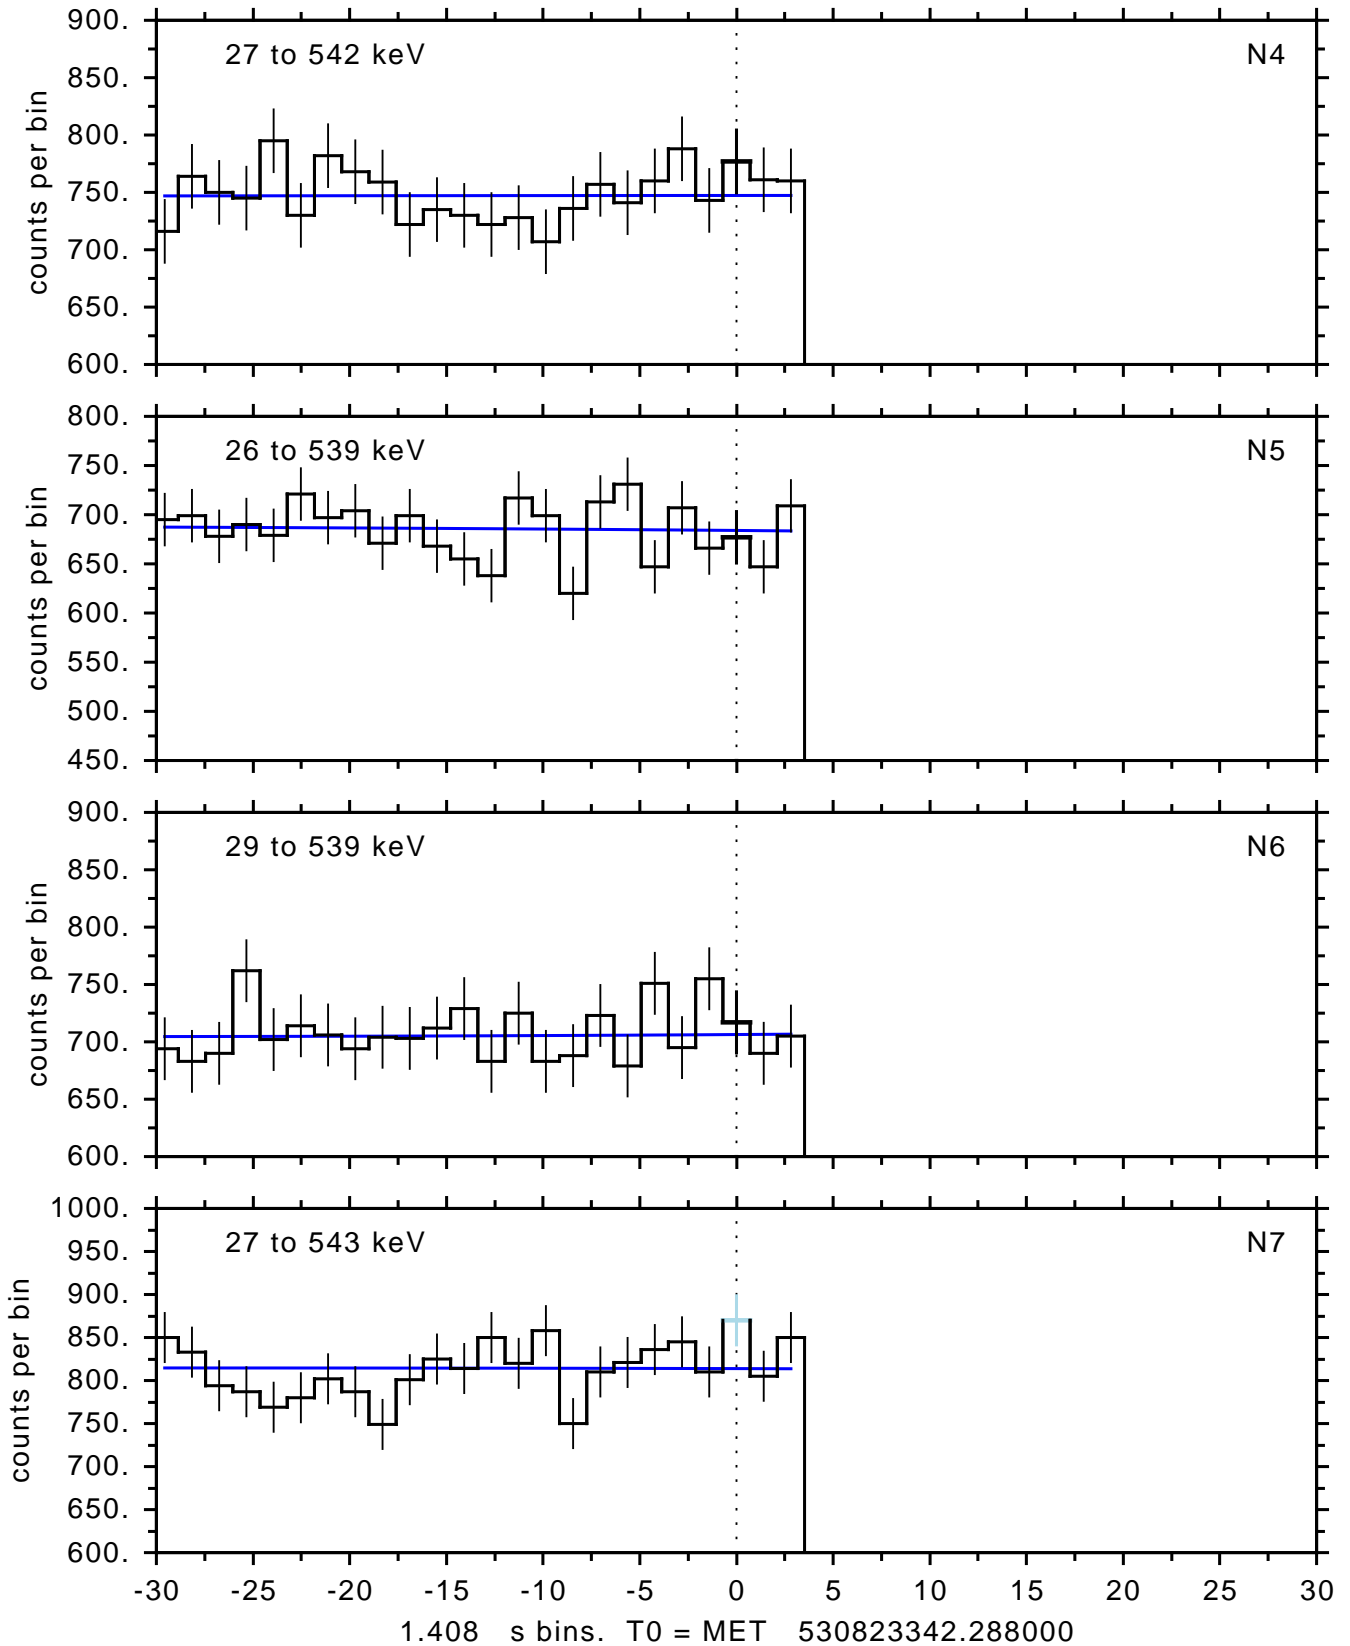 900.
27 to 542 keV
N4
850.
800.
750.
700.
650.
600.
counts per bin
800.
26 to 539 keV
N5
750.
700.
650.
600.
550.
500.
450.
counts per bin
900.
29 to 539 keV
N6
850.
800.
750.
700.
650.
600.
counts per bin
1000.
27 to 543 keV
N7
950.
900.
850.
800.
750.
700.
650.
600.
counts per bin
-30 -25 -20 -15 -10 -5 0 5 10 15 20 25 30
1.408 s bins. T0 = MET 530823342.288000